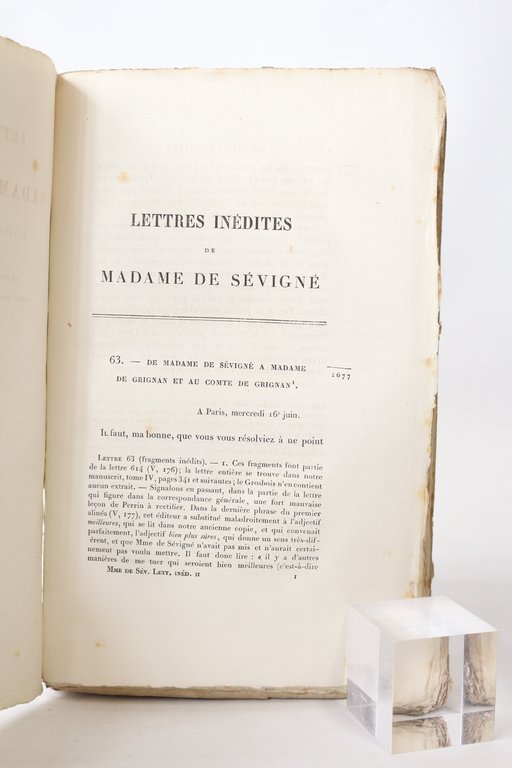 LETTRES INÉDITES
DE
MADAME DE SÉVIGNÉ
63. — DE MADAME DE SÉVIGNÉ A MADAME
DE GRIGNAN ET AU COMTE DE GRIGNAN¹.
1677
A Paris, mercredi 16e juin.
Il faut, ma bonne, que vous vous résolviez à ne point
LETTRE 63 (fragments inédits). — 1. Ces fragments font partie
de la lettre 614 (V, 176); la lettre entière se trouve dans notre
manuscrit, tome IV, pages 341 et suivantes; le Grosbois n'en contient
aucun extrait. — Signalons en passant, dans la partie de la lettre
qui figure dans la correspondance générale, une fort mauvaise
leçon de Perrin à rectifier. Dans la dernière phrase du premier
alinéa (V, 177), cet éditeur a substitué maladroitement à l'adjectif
meilleures, qui se lit dans notre ancienne copie, et qui convenait
parfaitement, l'adjectif bien plus sûres, qui donne un sens très-dif-
érent, et que Mme de Sévigné n'avait pas mis et n'aurait certai-
nement pas voulu mettre. Il faut donc lire : « il y a d'autres
manières de me tuer qui seroient bien meilleures (c'est-à-dire
MME DE SÉV. LETT. INÉD. II
1